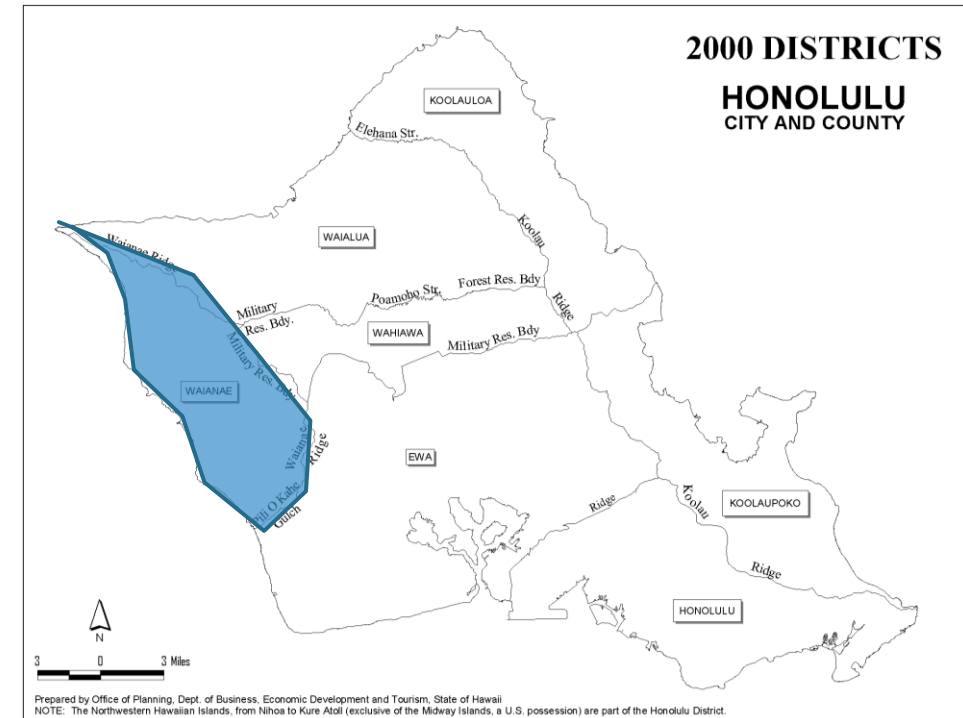 2000 DISTRICTS
HONOLULU
CITY AND COUNTY
KOOLAULOA
Elehana Str.
Koolau
WAIALUA
Waianae Ridge
Forest Res. Bdy
Poamoho Str.
Ridge
Military
Res. Bdy.
WAHIAWA
Military Res. Bdy
Military Res. Bdy
WAIANAE
Waianae
Ridge
EWA
Pili O Kahe
Gulch
Ridge
Koolau
KOOLAUPOKO
Ridge
HONOLULU
N
3 0 3 Miles
Prepared by Office of Planning, Dept. of Business, Economic Development and Tourism, State of Hawaii
NOTE: The Northwestern Hawaiian Islands, from Nihoa to Kure Atoll (exclusive of the Midway Islands, a U.S. possession) are part of the Honolulu District.